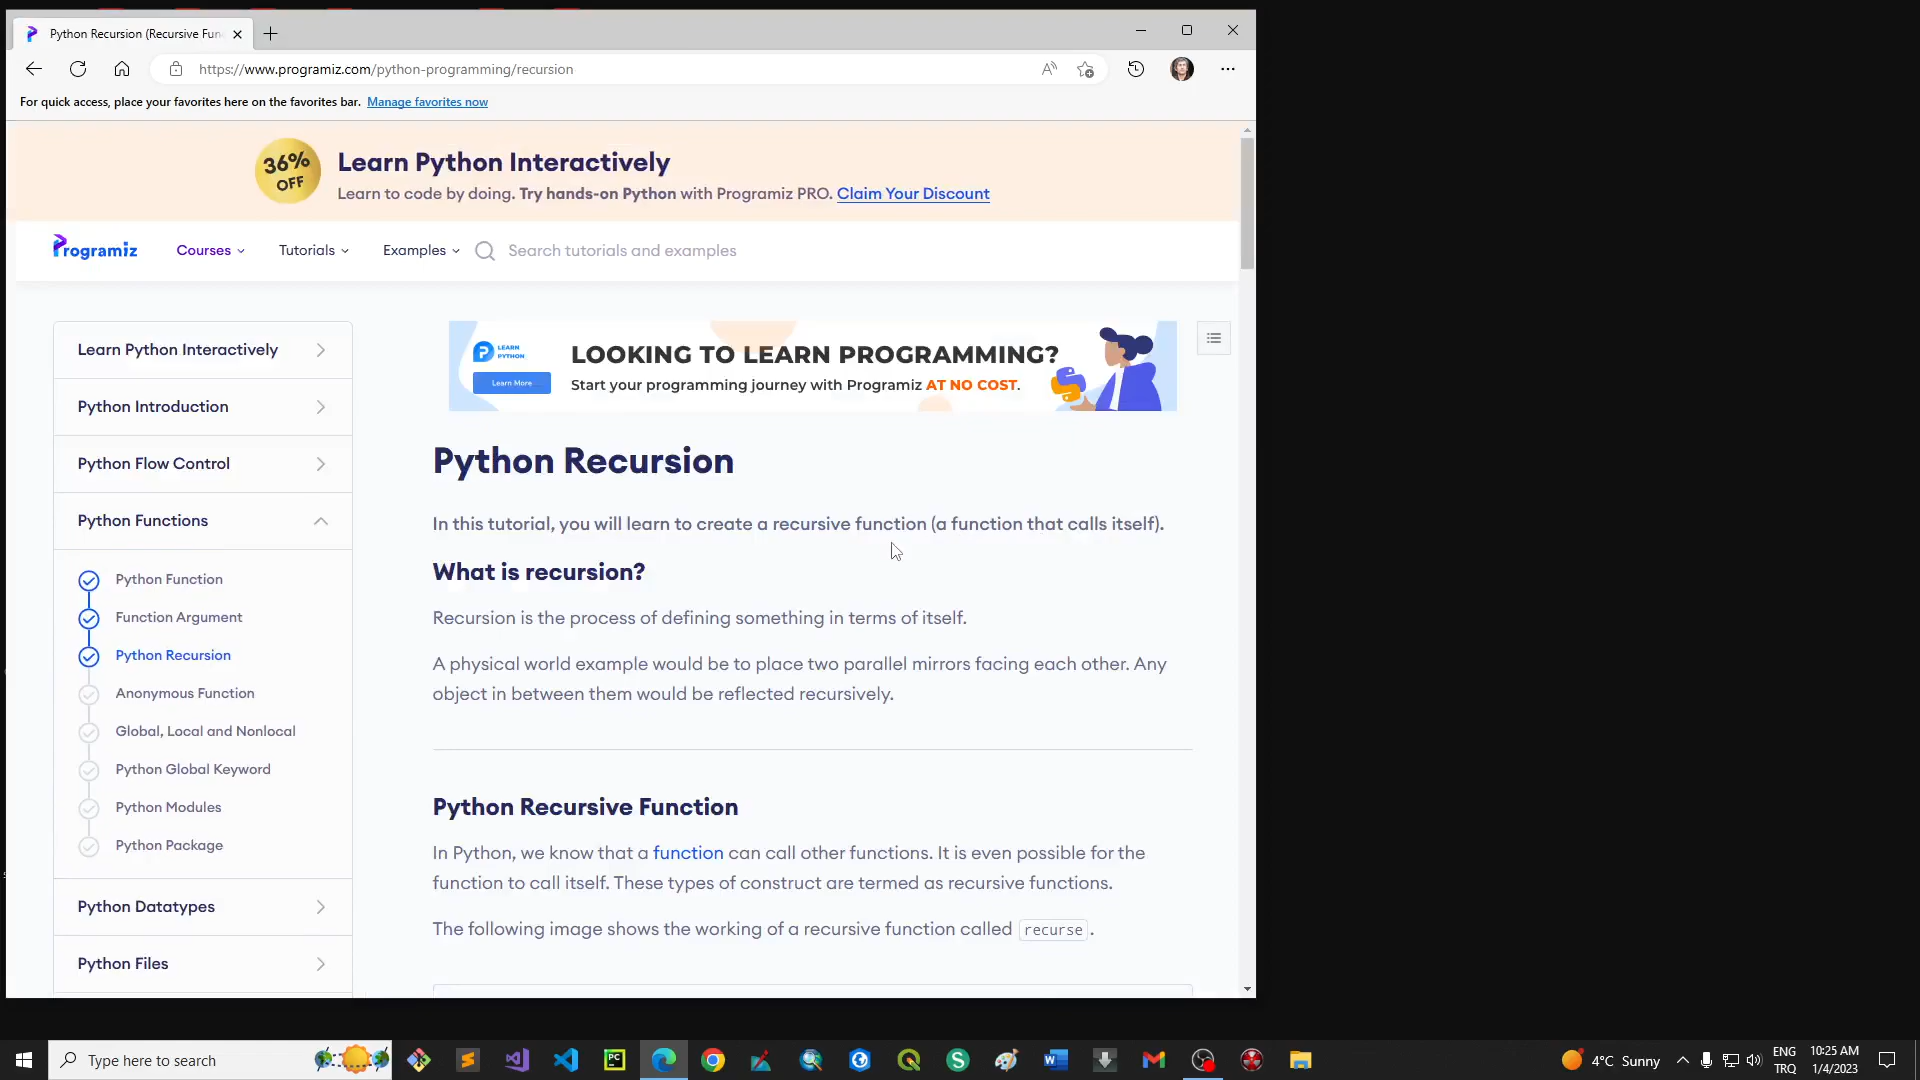 Python Recursion (Recursive Fun
https://www.programiz.com/python-programming/recursion
For quick access, place your favorites here on the favorites bar. Manage favorites now
36% OFF
Learn Python Interactively
Learn to code by doing. Try hands-on Python with Programiz PRO. Claim Your Discount
Programiz
Courses
Tutorials
Examples
Search tutorials and examples
Learn Python Interactively
Python Introduction
Python Flow Control
Python Functions
Python Function
Function Argument
Python Recursion
Anonymous Function
Global, Local and Nonlocal
Python Global Keyword
Python Modules
Python Package
Python Datatypes
Python Files
LEARN
PYTHON
Learn More
LOOKING TO LEARN PROGRAMMING?
Start your programming journey with Programiz AT NO COST.
Python Recursion
In this tutorial, you will learn to create a recursive function (a function that calls itself).
What is recursion?
Recursion is the process of defining something in terms of itself.
A physical world example would be to place two parallel mirrors facing each other. Any
object in between them would be reflected recursively.
Python Recursive Function
In Python, we know that a function can call other functions. It is even possible for the
function to call itself. These types of construct are termed as recursive functions.
The following image shows the working of a recursive function called recurse.
Type here to search
PC
4°C Sunny
ENG
TRQ
10:25 AM
1/4/2023